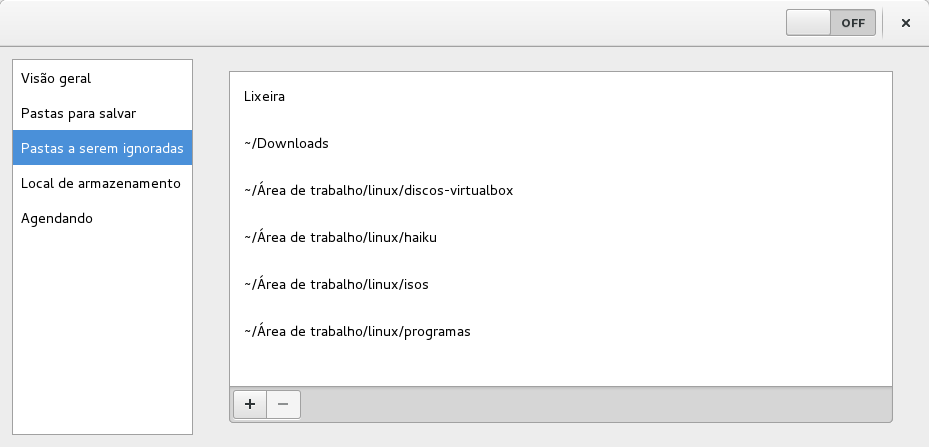 OFF
Visão geral
Pastas para salvar
Pastas a serem ignoradas
Local de armazenamento
Agendando
Lixeira
~/Downloads
~/Área de trabalho/linux/discos-virtualbox
~/Área de trabalho/linux/haiku
~/Área de trabalho/linux/isos
~/Área de trabalho/linux/programas